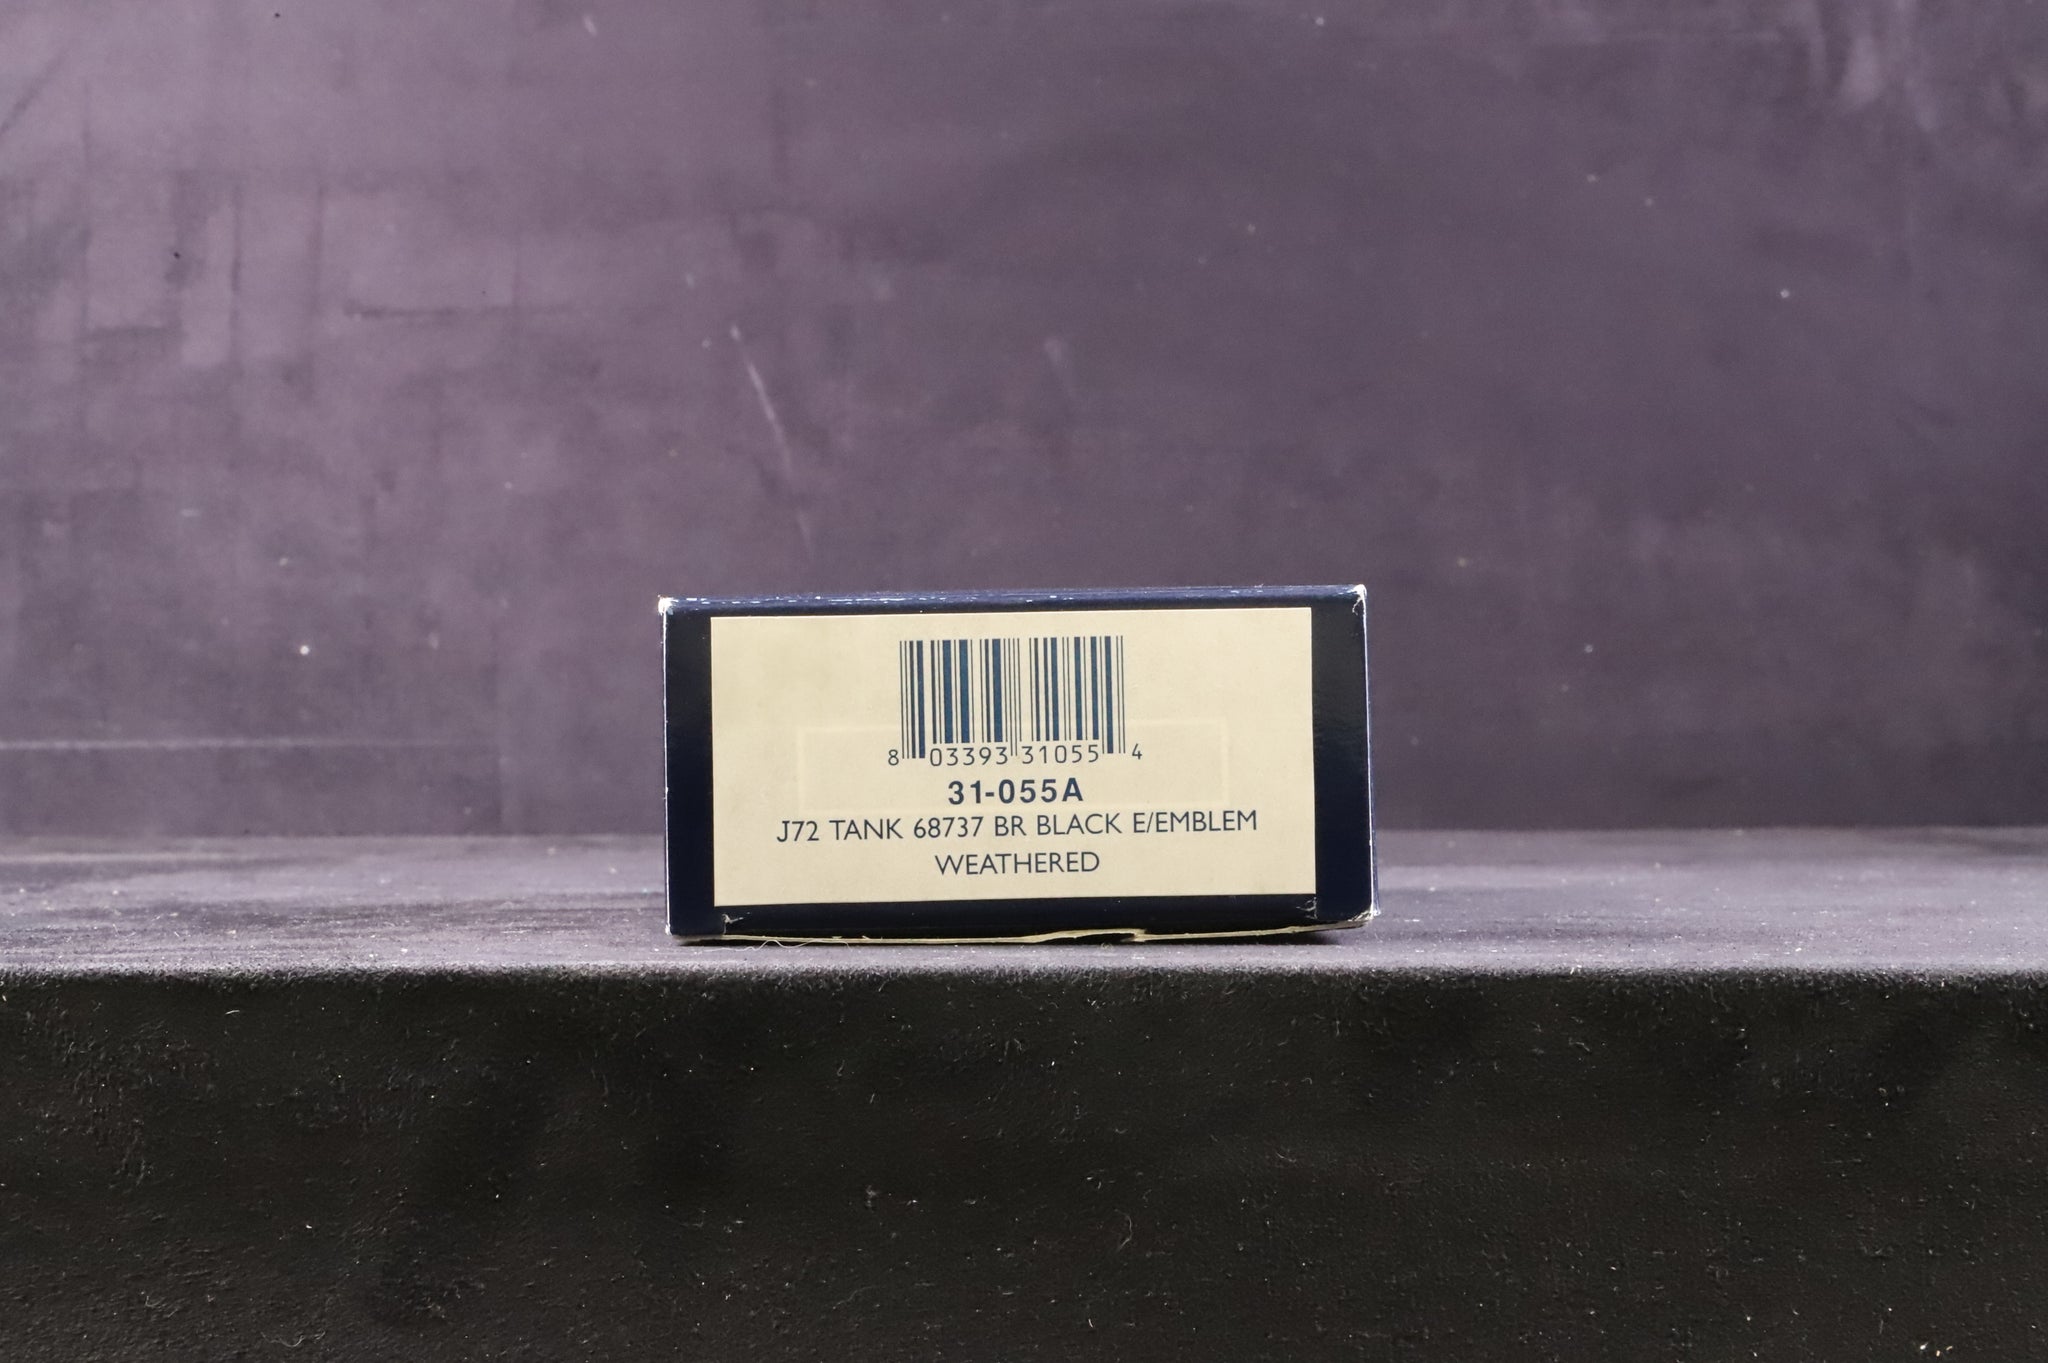 8 03393 31055 4
31-055A
J72 TANK 68737 BR BLACK E/EMBLEM
WEATHERED